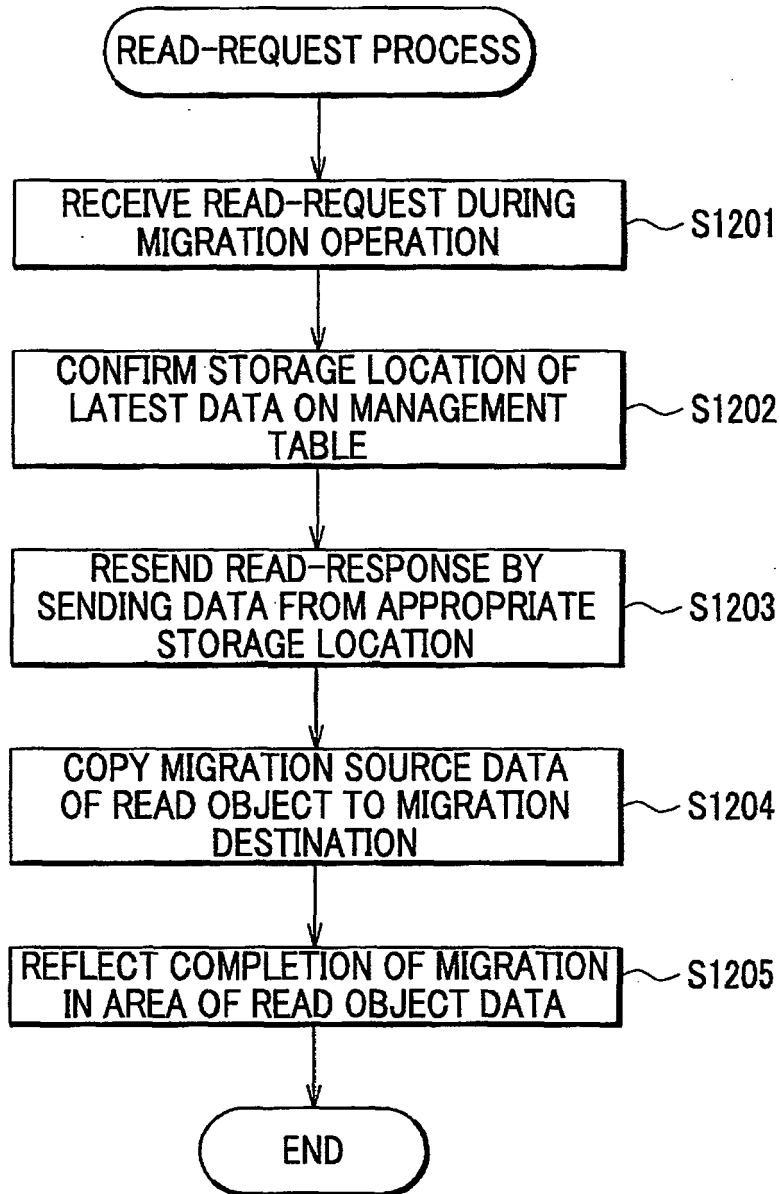 READ-REQUEST PROCESS
RECEIVE READ-REQUEST DURING
MIGRATION OPERATION
S1201
CONFIRM STORAGE LOCATION OF
LATEST DATA ON MANAGEMENT
TABLE
S1202
RESEND READ-RESPONSE BY
SENDING DATA FROM APPROPRIATE
STORAGE LOCATION
S1203
COPY MIGRATION SOURCE DATA
OF READ OBJECT TO MIGRATION
DESTINATION
S1204
REFLECT COMPLETION OF MIGRATION
IN AREA OF READ OBJECT DATA
S1205
END